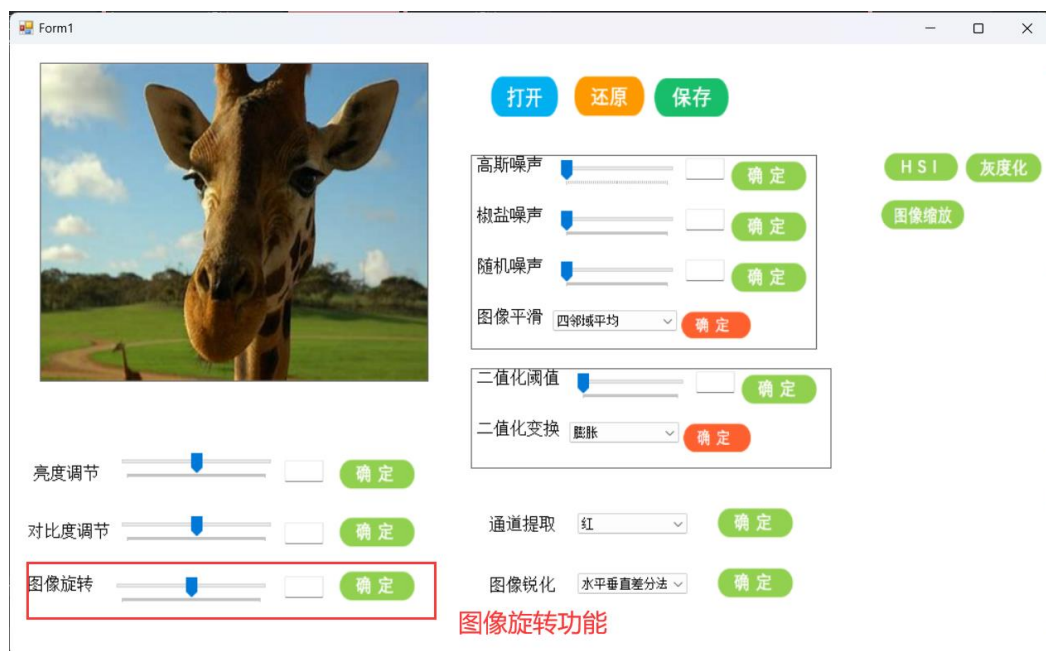 Form1
打开 还原 保存
高斯噪声 确 定
H S I 灰度化
椒盐噪声 确 定
图像缩放
随机噪声 确 定
图像平滑 四邻域平均 确 定
二值化阈值 确 定
二值化变换 膨胀 确 定
亮度调节 确 定
对比度调节 确 定
通道提取 红 确 定
图像旋转 确 定
图像锐化 水平垂直差分法 确 定
图像旋转功能